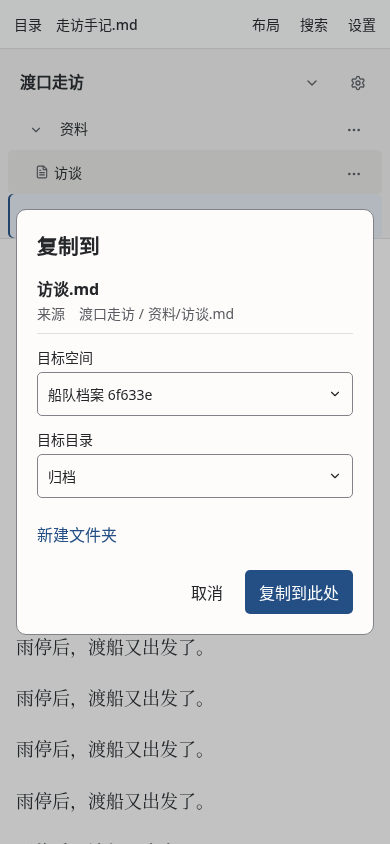 目录 走访手记.md 布局 搜索 设置
渡口走访
资料
访谈
复制到
访谈.md
来源 渡口走访 / 资料/访谈.md
目标空间
船队档案 6f633e
目标目录
归档
新建文件夹
取消 复制到此处
雨停后，渡船又出发了。
雨停后，渡船又出发了。
雨停后，渡船又出发了。
雨停后，渡船又出发了。